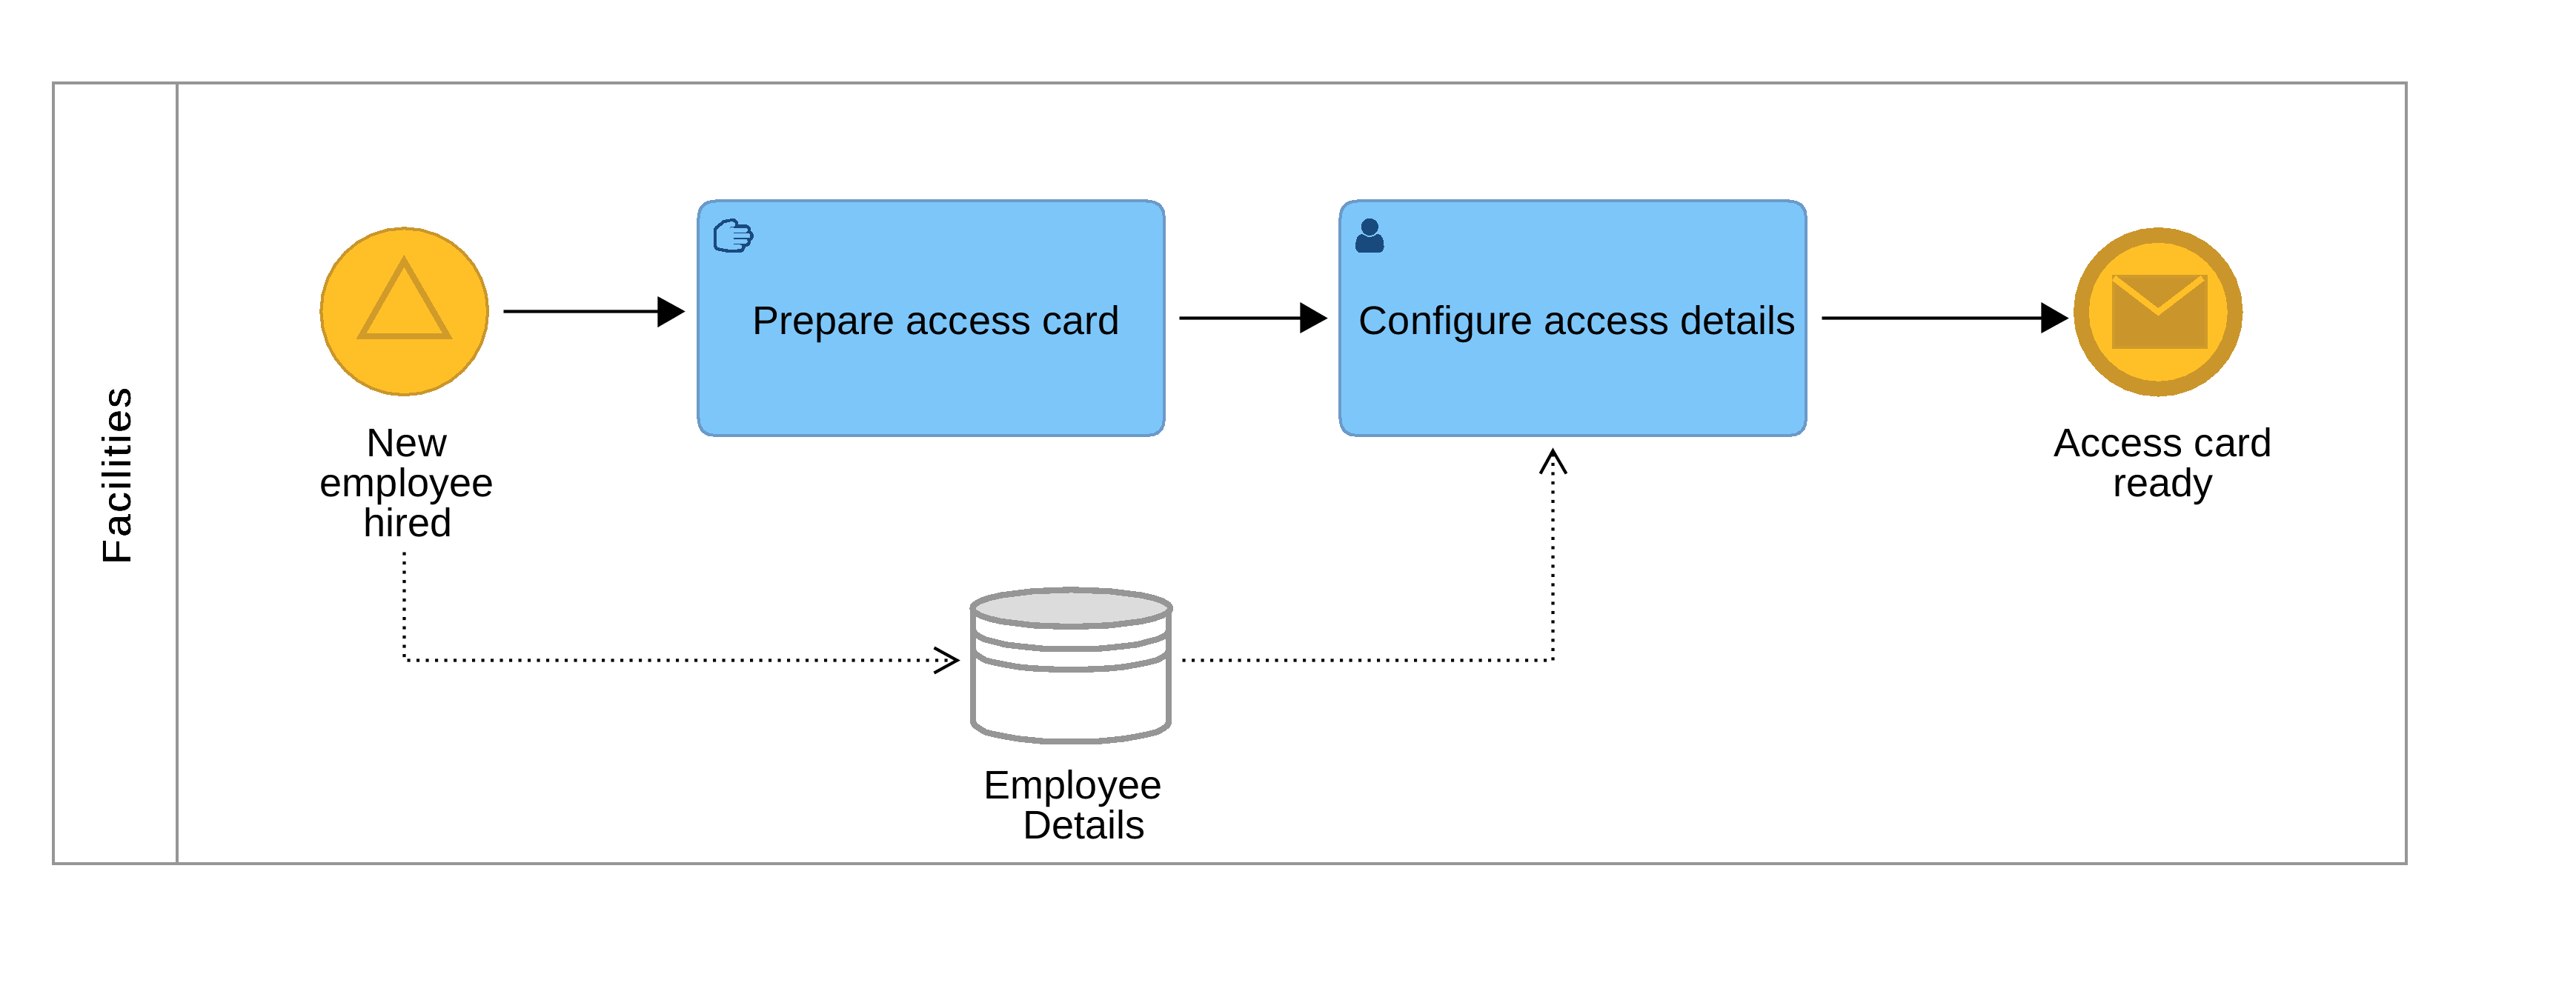 Facilities
New
employee
hired
Prepare access card
Configure access details
Access card
ready
Employee
Details